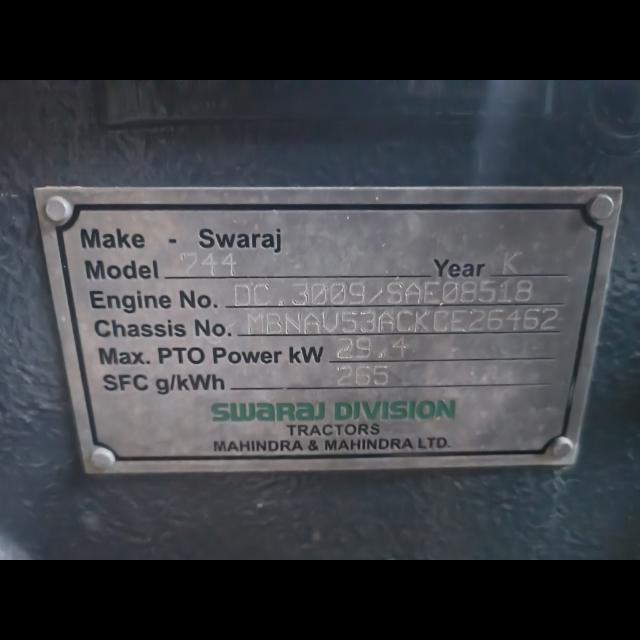 Make - Swaraj
Model 744 Year K
Engine No. DC.3009/SAE08518
Chassis No. MBNAV53ACKCE26462
Max. PTO Power kW 29.4
SFC g/kWh 265
SWARAJ DIVISION
TRACTORS
MAHINDRA & MAHINDRA LTD.